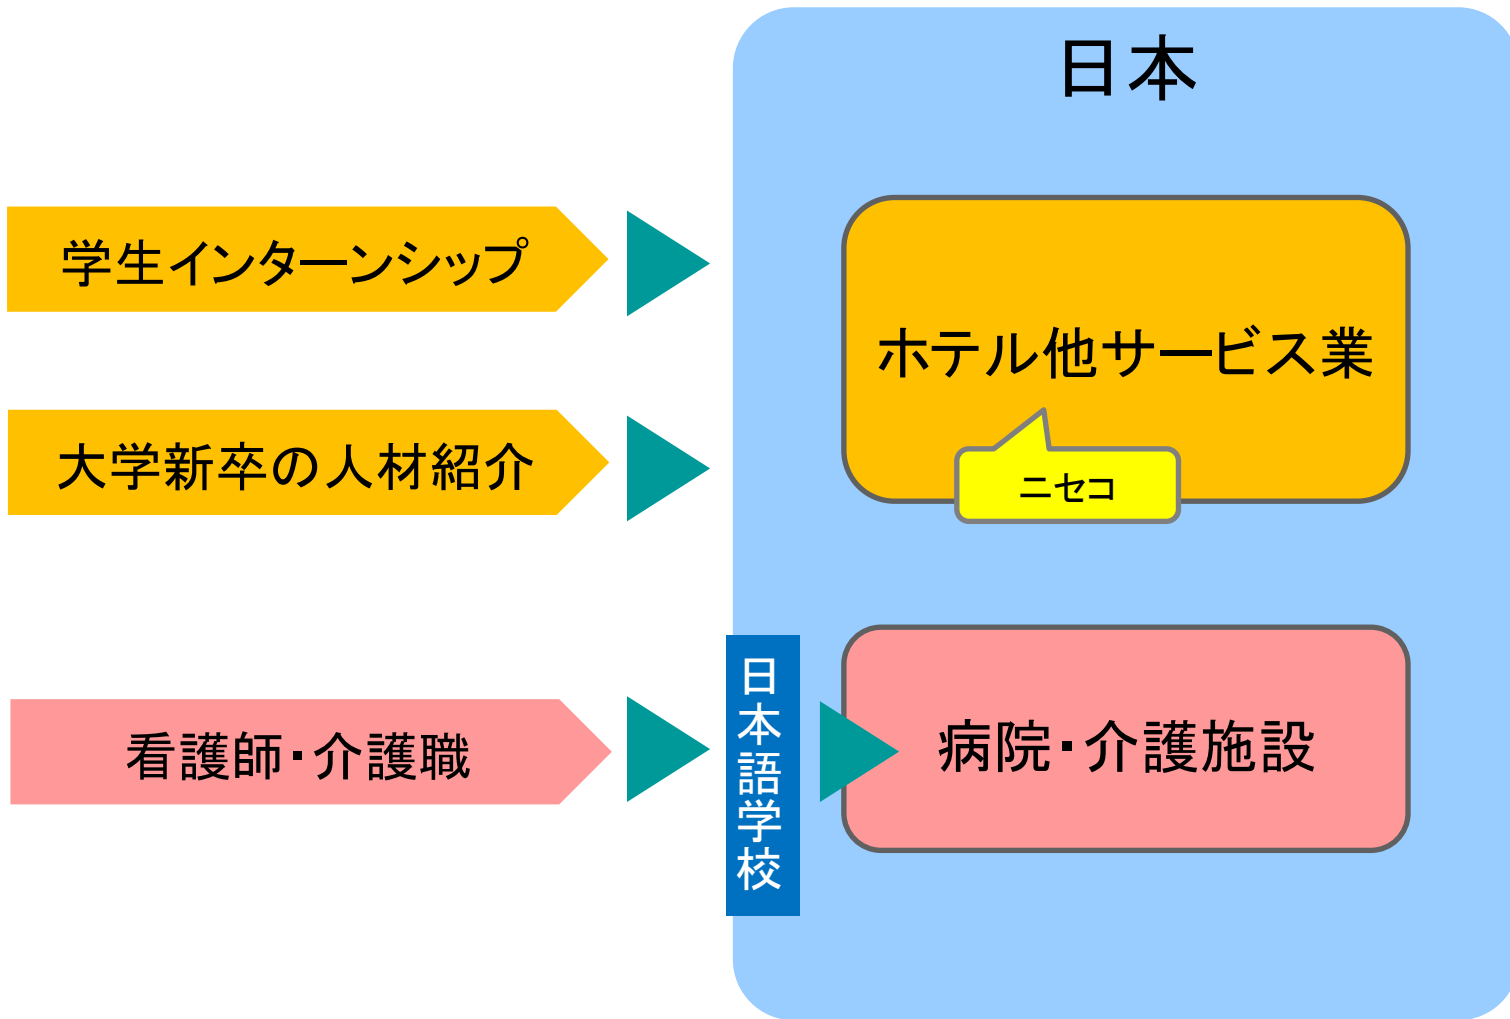 日本
学生インターンシップ
ホテル他サービス業
大学新卒の人材紹介
ニセコ
看護師・介護職
日本語学校
病院・介護施設